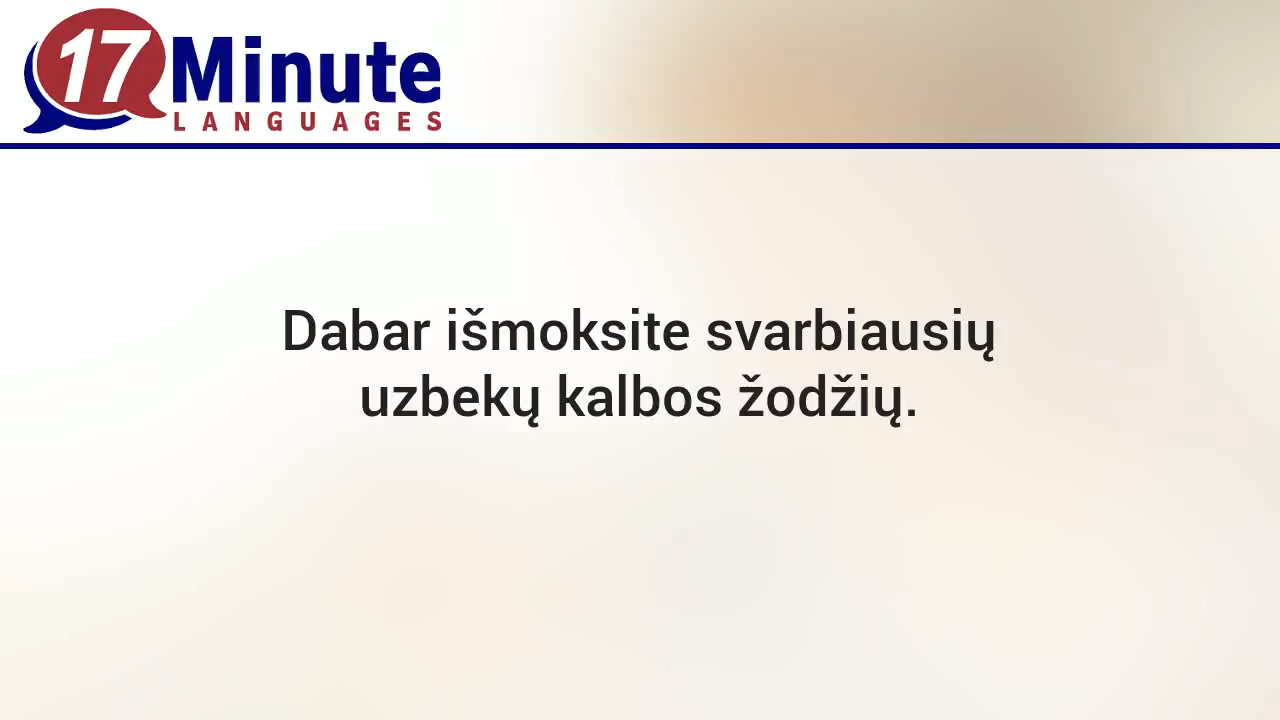 17 Minute
LANGUAGES
Dabar išmoksite svarbiausių
uzbekų kalbos žodžių.